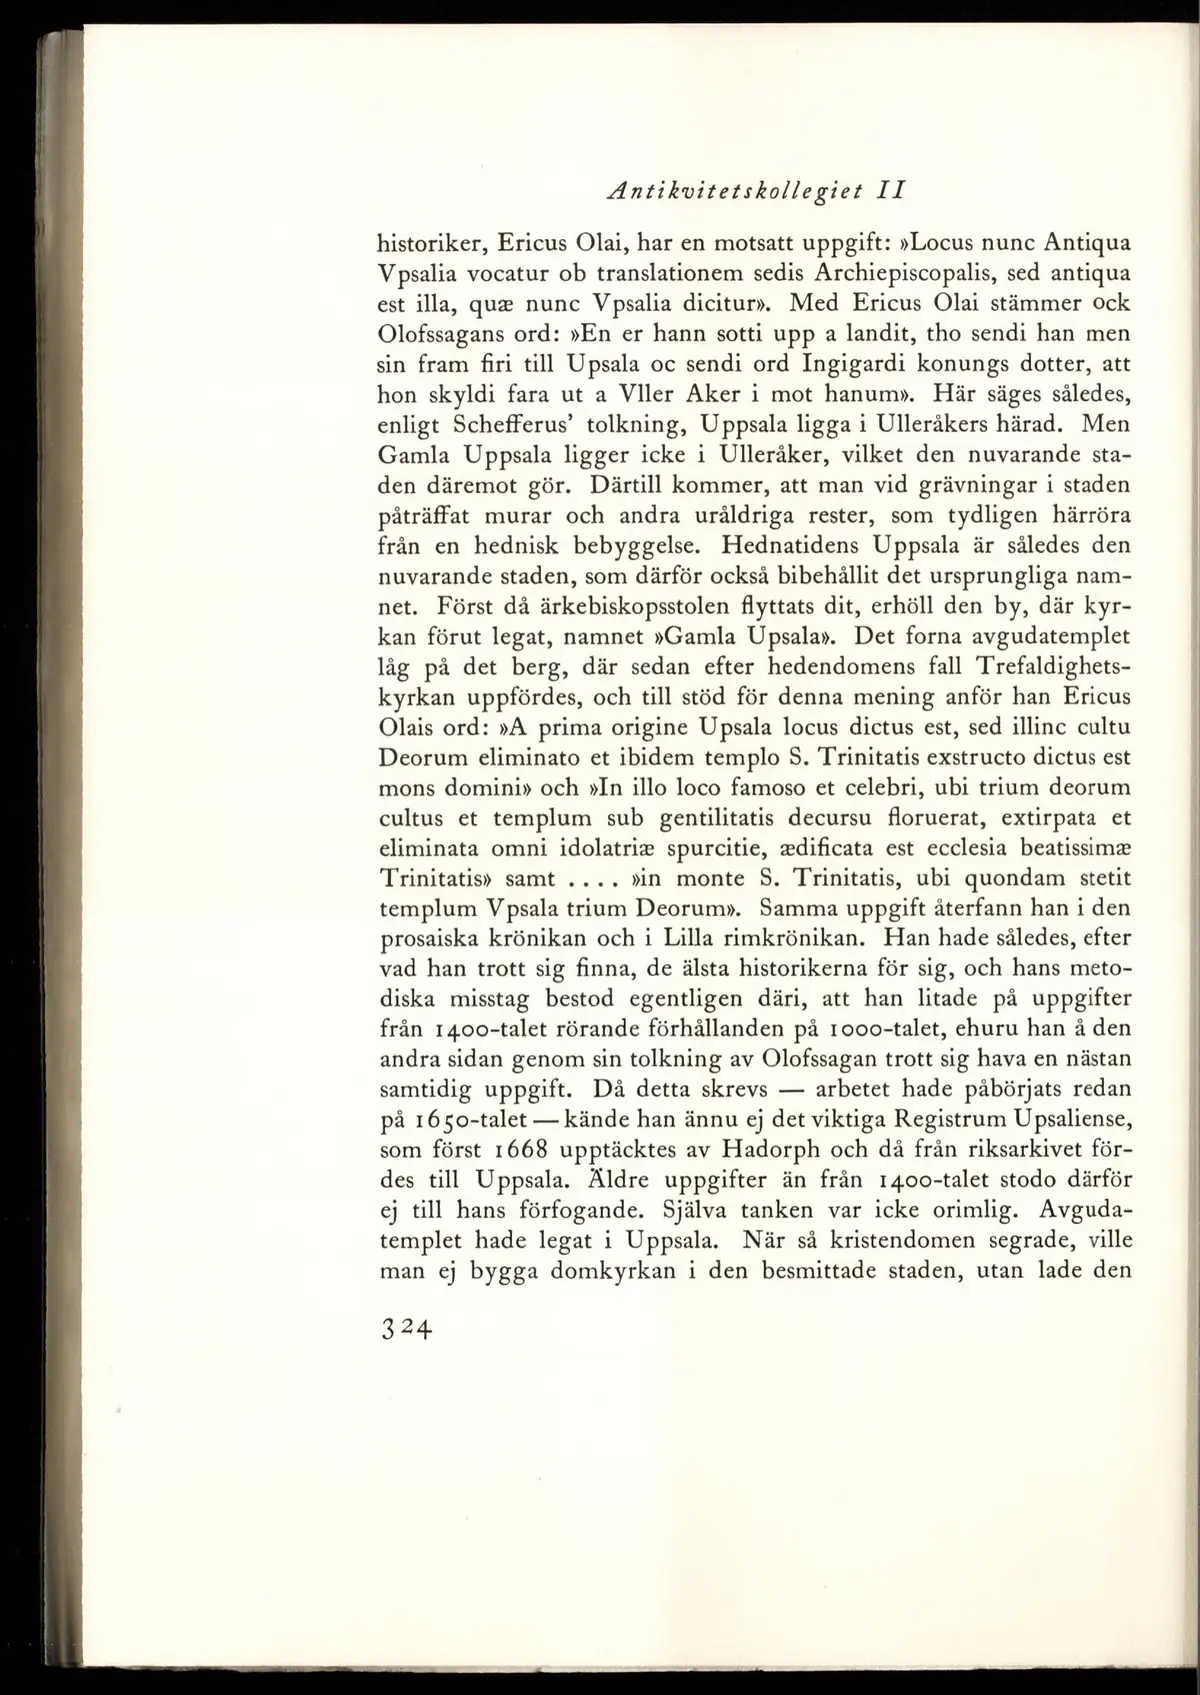 Antikvitetskollegiet II
historiker, Ericus Olai, har en motsatt uppgift: »Locus nunc Antiqua
Vpsalia vocatur ob translationem sedis Archiepiscopalis, sed antiqua
est illa, quæ nunc Vpsalia dicitur». Med Ericus Olai stämmer ock
Olofssagans ord: »En er hann sotti upp a landit, tho sendi han men
sin fram firi till Upsala oc sendi ord Ingigardi konungs dotter, att
hon skyldi fara ut a Vller Aker i mot hanum». Här säges således,
enligt Schefferus’ tolkning, Uppsala ligga i Ulleråkers härad. Men
Gamla Uppsala ligger icke i Ulleråker, vilket den nuvarande sta-
den däremot gör. Därtill kommer, att man vid grävningar i staden
påträffat murar och andra uråldriga rester, som tydligen härröra
från en hednisk bebyggelse. Hednatidens Uppsala är således den
nuvarande staden, som därför också bibehållit det ursprungliga nam-
net. Först då ärkebiskopsstolen flyttats dit, erhöll den by, där kyr-
kan förut legat, namnet »Gamla Upsala». Det forna avgudatemplet
låg på det berg, där sedan efter hedendomens fall Trefaldighets-
kyrkan uppfördes, och till stöd för denna mening anför han Ericus
Olais ord: »A prima origine Upsala locus dictus est, sed illinc cultu
Deorum eliminato et ibidem templo S. Trinitatis exstructo dictus est
mons domini» och »In illo loco famoso et celebri, ubi trium deorum
cultus et templum sub gentilitatis decursu floruerat, extirpata et
eliminata omni idolatriæ spurcitie, ædificata est ecclesia beatissimæ
Trinitatis» samt .... »in monte S. Trinitatis, ubi quondam stetit
templum Vpsala trium Deorum». Samma uppgift återfann han i den
prosaiska krönikan och i Lilla rimkrönikan. Han hade således, efter
vad han trott sig finna, de älsta historikerna för sig, och hans meto-
diska misstag bestod egentligen däri, att han litade på uppgifter
från 1400-talet rörande förhållanden på 1000-talet, ehuru han å den
andra sidan genom sin tolkning av Olofssagan trott sig hava en nästan
samtidig uppgift. Då detta skrevs — arbetet hade påbörjats redan
på 1650-talet — kände han ännu ej det viktiga Registrum Upsaliense,
som först 1668 upptäcktes av Hadorph och då från riksarkivet för-
des till Uppsala. Äldre uppgifter än från 1400-talet stodo därför
ej till hans förfogande. Själva tanken var icke orimlig. Avguda-
templet hade legat i Uppsala. När så kristendomen segrade, ville
man ej bygga domkyrkan i den besmittade staden, utan lade den
324